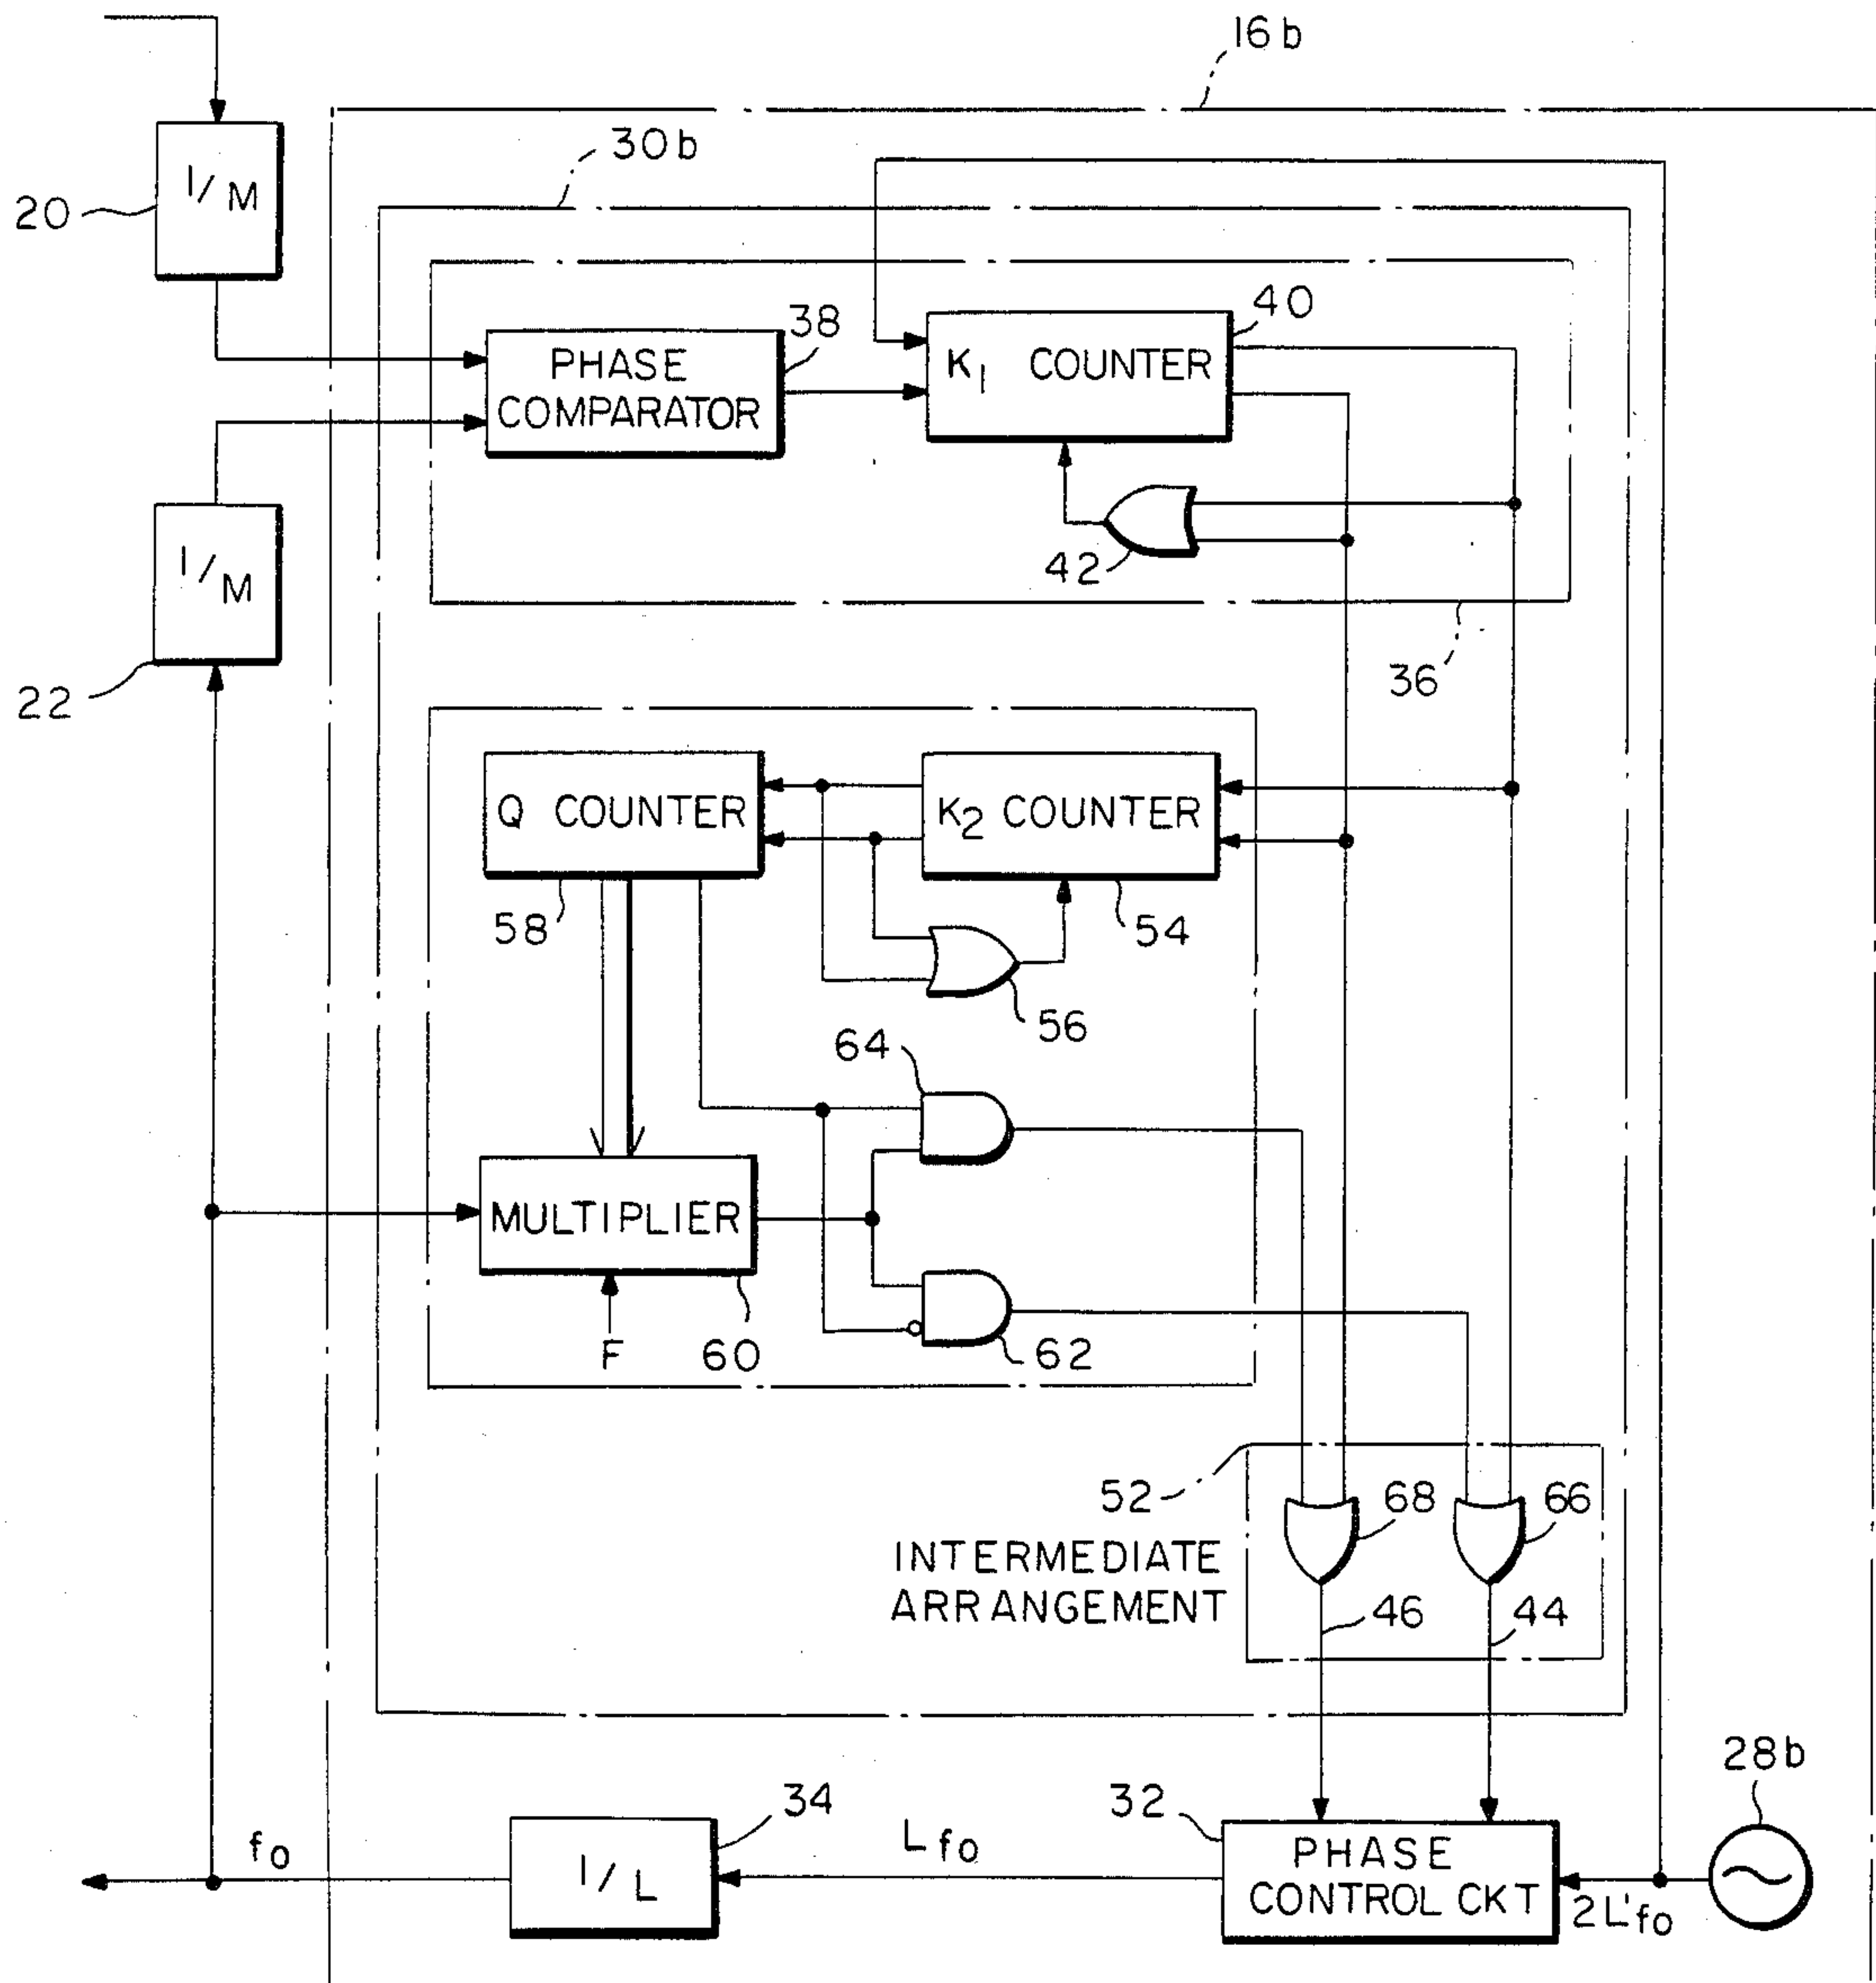 16b
30b
1/M
20
38
40
PHASE
COMPARATOR
K1 COUNTER
1/M
42
22
36
Q COUNTER
K2 COUNTER
58
54
56
64
MULTIPLIER
F
60
62
52
68
66
INTERMEDIATE
ARRANGEMENT
46
44
28b
34
32
fo
1/L
Lfo
PHASE
CONTROL CKT
2L'fo